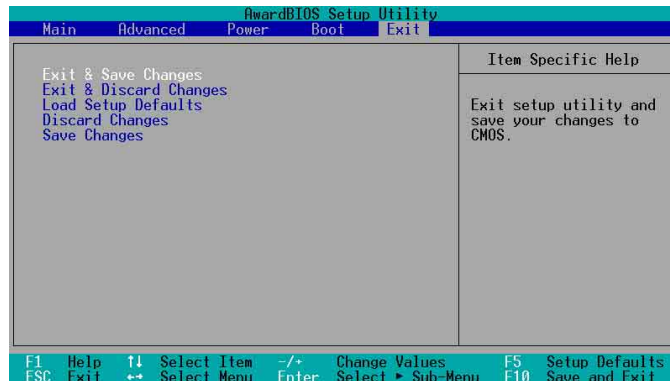 AwardBIOS Setup Utility
Main Advanced Power Boot Exit
Item Specific Help
Exit & Save Changes
Exit & Discard Changes
Load Setup Defaults
Discard Changes
Save Changes
Exit setup utility and
save your changes to
CMOS.
F1 Help ↑↓ Select Item -/+ Change Values F5 Setup Defaults
ESC Exit ←→ Select Menu Enter Select ► Sub-Menu F10 Save and Exit